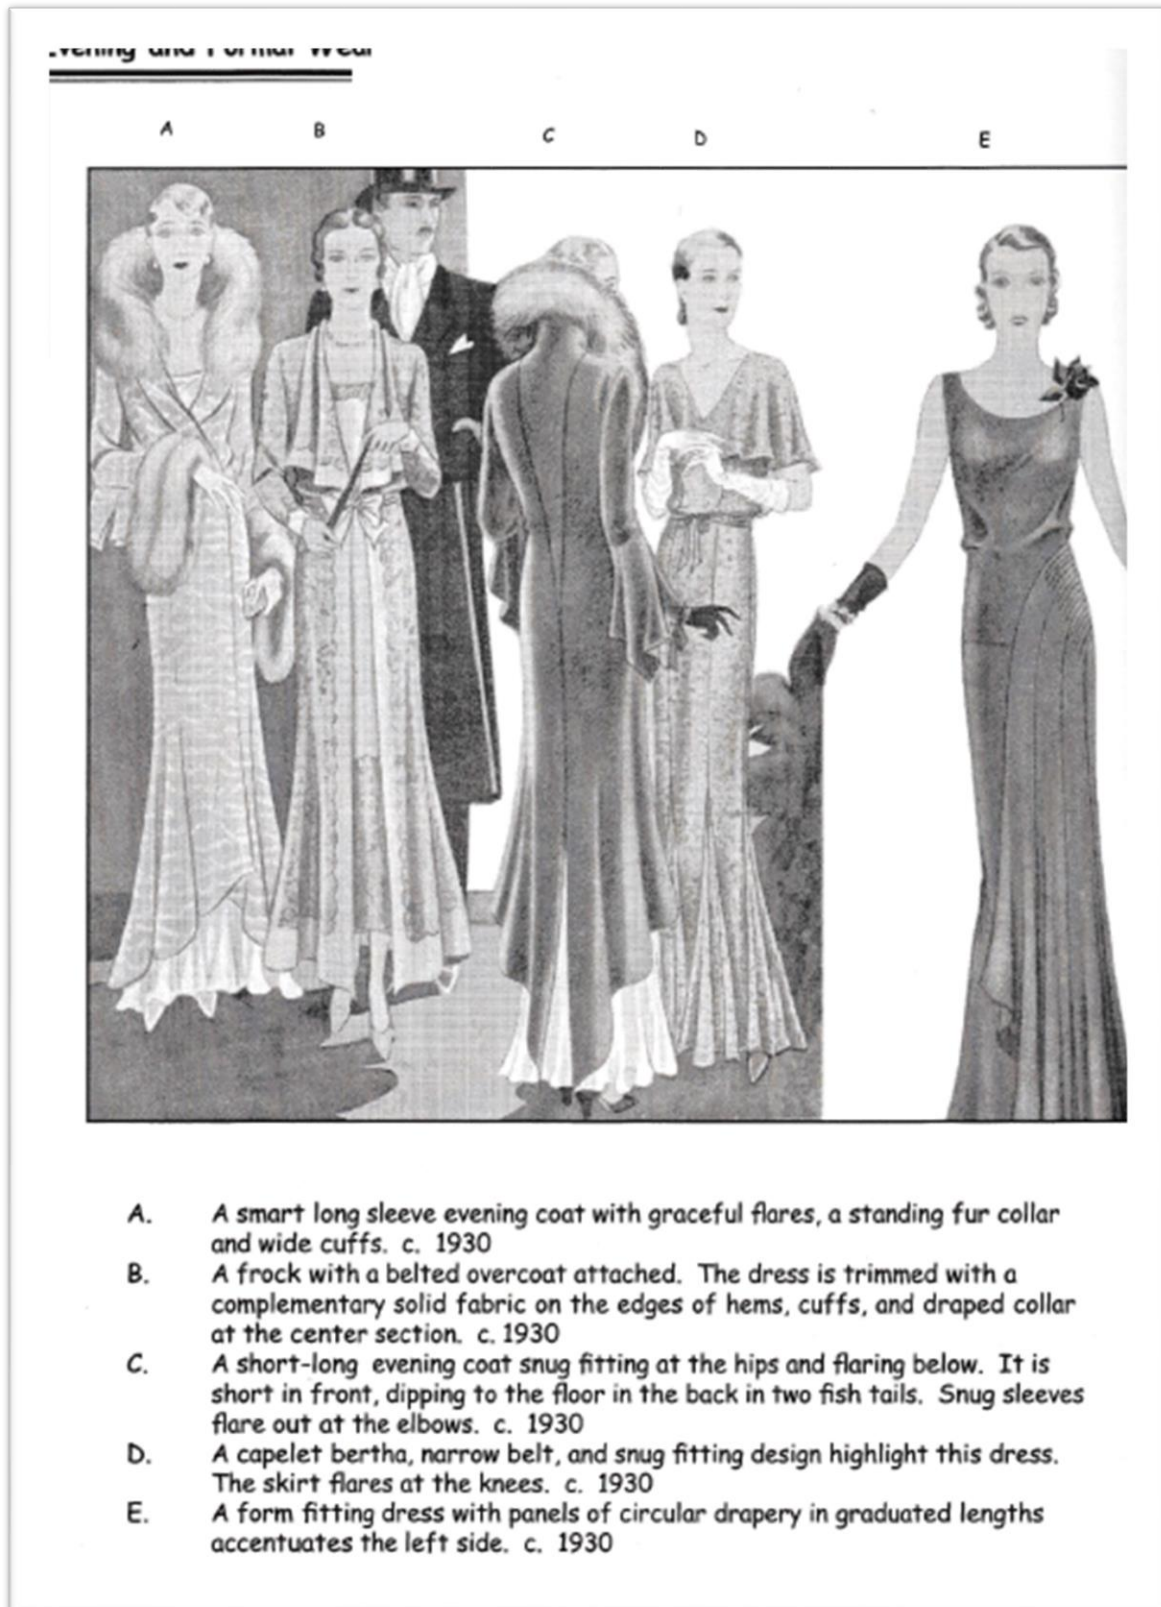 Evening and Formal Wear
A B C D E
A. A smart long sleeve evening coat with graceful flares, a standing fur collar
and wide cuffs. c. 1930
B. A frock with a belted overcoat attached. The dress is trimmed with a
complementary solid fabric on the edges of hems, cuffs, and draped collar
at the center section. c. 1930
C. A short-long evening coat snug fitting at the hips and flaring below. It is
short in front, dipping to the floor in the back in two fish tails. Snug sleeves
flare out at the elbows. c. 1930
D. A capelet bertha, narrow belt, and snug fitting design highlight this dress.
The skirt flares at the knees. c. 1930
E. A form fitting dress with panels of circular drapery in graduated lengths
accentuates the left side. c. 1930